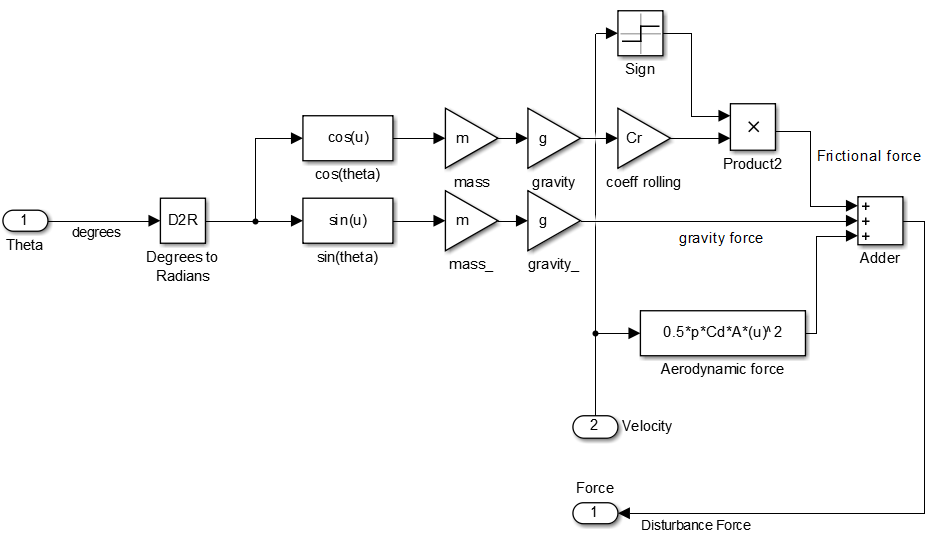 Sign
cos(u)
cos(theta)
m
mass
g
gravity
Cr
coeff rolling
×
Product2
Frictional force
1
Theta
degrees
D2R
Degrees to
Radians
sin(u)
sin(theta)
m
mass_
g
gravity_
gravity force
+
+
+
Adder
0.5*p*Cd*A*(u)^2
Aerodynamic force
2
Velocity
Force
1
Disturbance Force